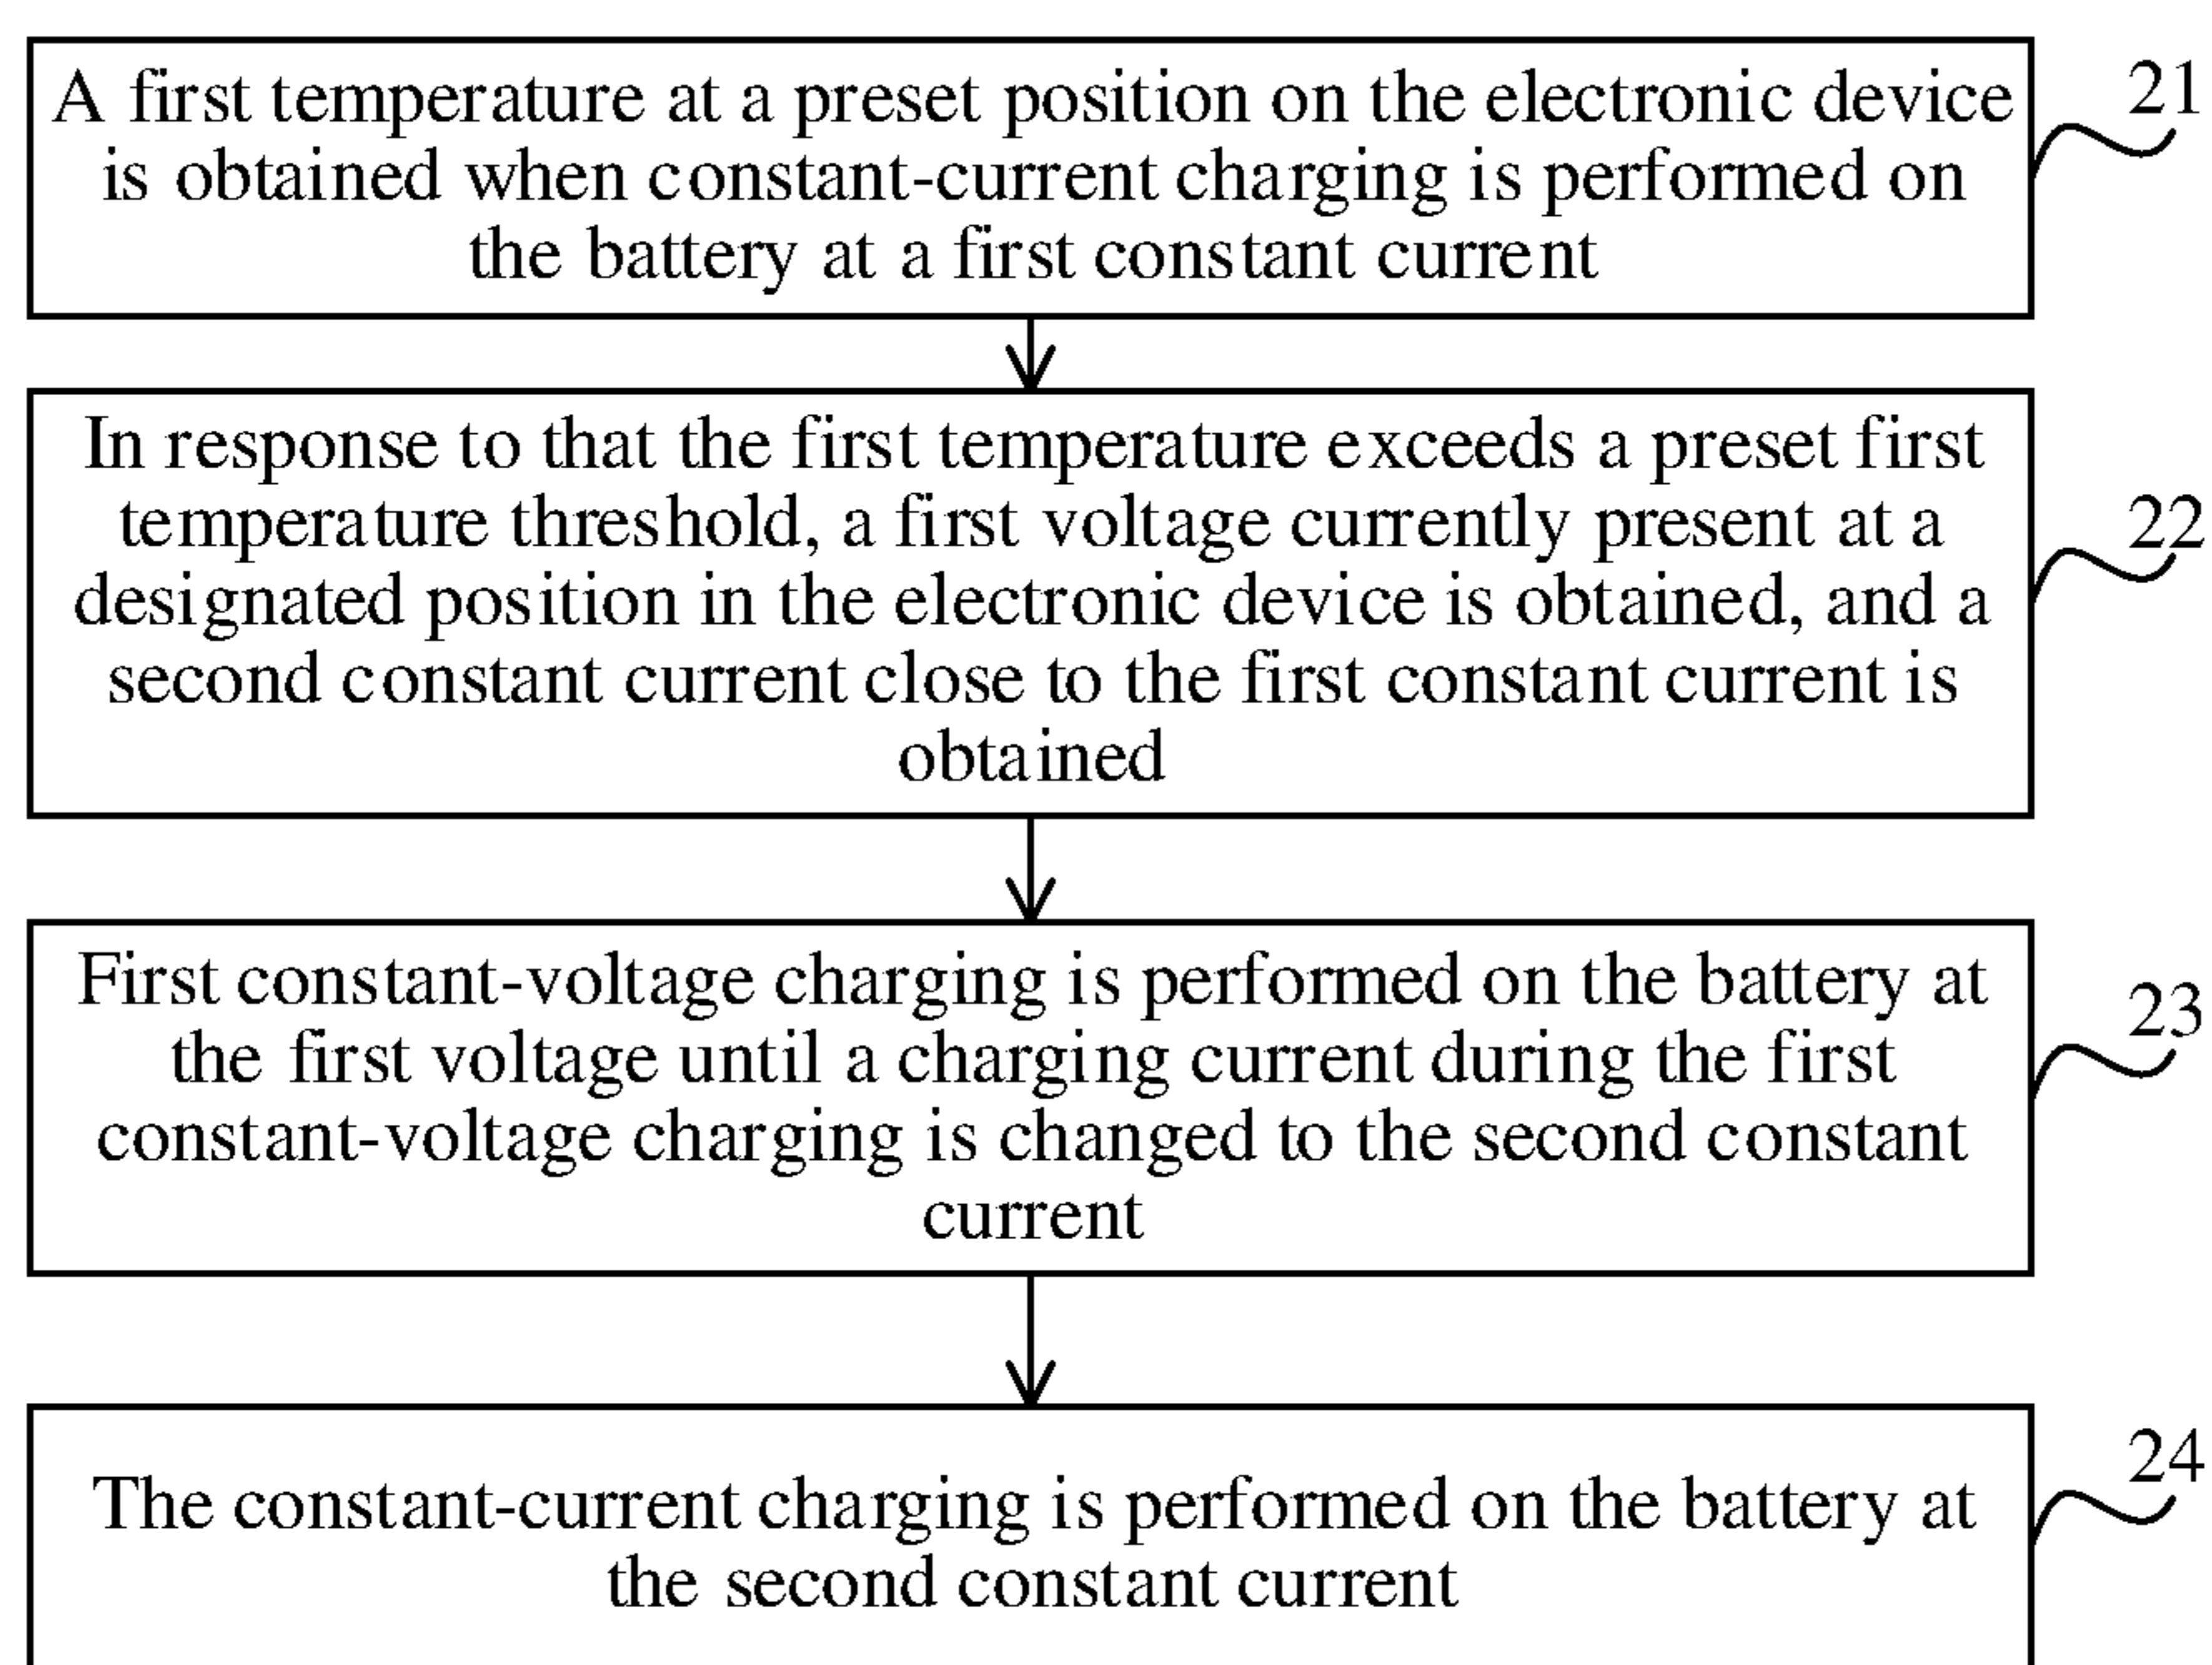 A first temperature at a preset position on the electronic device
is obtained when constant-current charging is performed on
the battery at a first constant current
21
In response to that the first temperature exceeds a preset first
temperature threshold, a first voltage currently present at a
designated position in the electronic device is obtained, and a
second constant current close to the first constant current is
obtained
22
First constant-voltage charging is performed on the battery at
the first voltage until a charging current during the first
constant-voltage charging is changed to the second constant
current
23
The constant-current charging is performed on the battery at
the second constant current
24